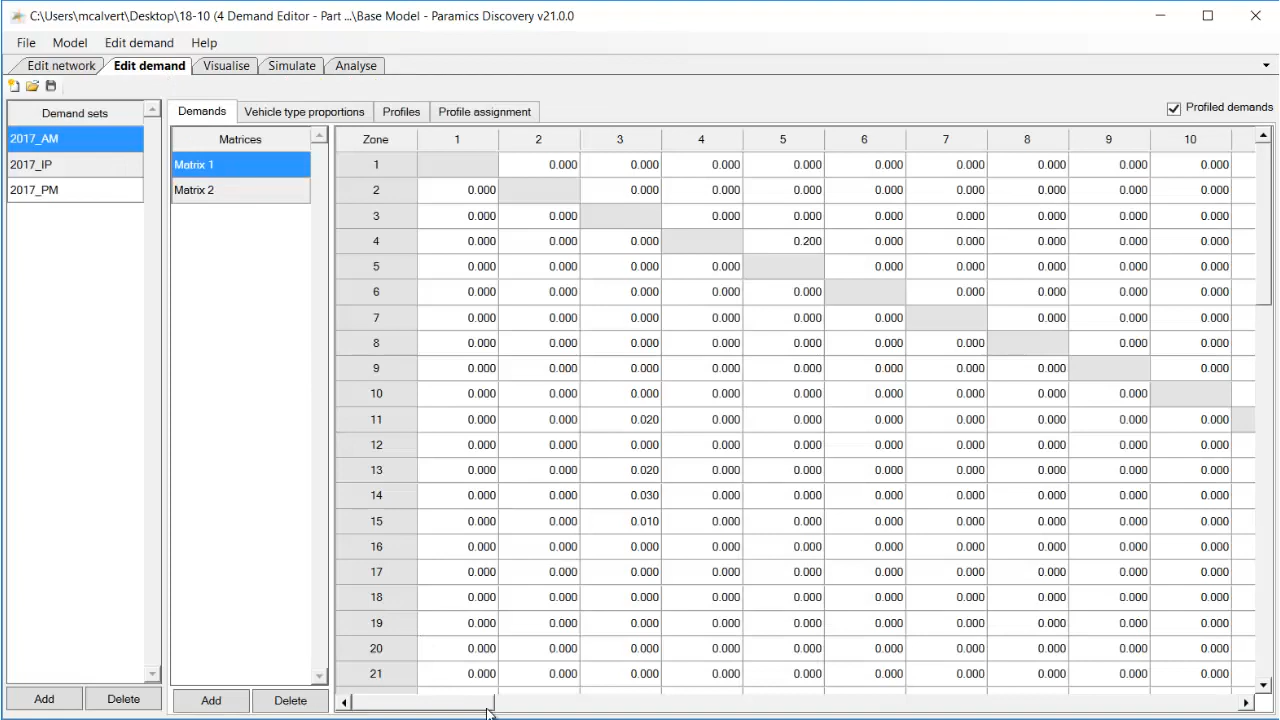 C:\Users\mcalvert\Desktop\18-10 (4 Demand Editor - Part ...\Base Model - Paramics Discovery v21.0.0
File Model Edit demand Help
Edit network Edit demand Visualise Simulate Analyse
Demands Vehicle type proportions Profiles Profile assignment Profiled demands
Demand sets
2017_AM
2017_IP
2017_PM
Add Delete
Matrices
Matrix 1
Matrix 2
Add Delete
Zone 1 2 3 4 5 6 7 8 9 10
1 0.000 0.000 0.000 0.000 0.000 0.000 0.000 0.000 0.000
2 0.000 0.000 0.000 0.000 0.000 0.000 0.000 0.000 0.000
3 0.000 0.000 0.000 0.000 0.000 0.000 0.000 0.000 0.000
4 0.000 0.000 0.000 0.200 0.000 0.000 0.000 0.000 0.000
5 0.000 0.000 0.000 0.000 0.000 0.000 0.000 0.000 0.000
6 0.000 0.000 0.000 0.000 0.000 0.000 0.000 0.000 0.000
7 0.000 0.000 0.000 0.000 0.000 0.000 0.000 0.000 0.000
8 0.000 0.000 0.000 0.000 0.000 0.000 0.000 0.000 0.000
9 0.000 0.000 0.000 0.000 0.000 0.000 0.000 0.000 0.000
10 0.000 0.000 0.000 0.000 0.000 0.000 0.000 0.000 0.000
11 0.000 0.000 0.020 0.000 0.000 0.000 0.000 0.000 0.000 0.000
12 0.000 0.000 0.000 0.000 0.000 0.000 0.000 0.000 0.000 0.000
13 0.000 0.000 0.020 0.000 0.000 0.000 0.000 0.000 0.000 0.000
14 0.000 0.000 0.030 0.000 0.000 0.000 0.000 0.000 0.000 0.000
15 0.000 0.000 0.010 0.000 0.000 0.000 0.000 0.000 0.000 0.000
16 0.000 0.000 0.000 0.000 0.000 0.000 0.000 0.000 0.000 0.000
17 0.000 0.000 0.000 0.000 0.000 0.000 0.000 0.000 0.000 0.000
18 0.000 0.000 0.000 0.000 0.000 0.000 0.000 0.000 0.000 0.000
19 0.000 0.000 0.000 0.000 0.000 0.000 0.000 0.000 0.000 0.000
20 0.000 0.000 0.000 0.000 0.000 0.000 0.000 0.000 0.000 0.000
21 0.000 0.000 0.000 0.000 0.000 0.000 0.000 0.000 0.000 0.000